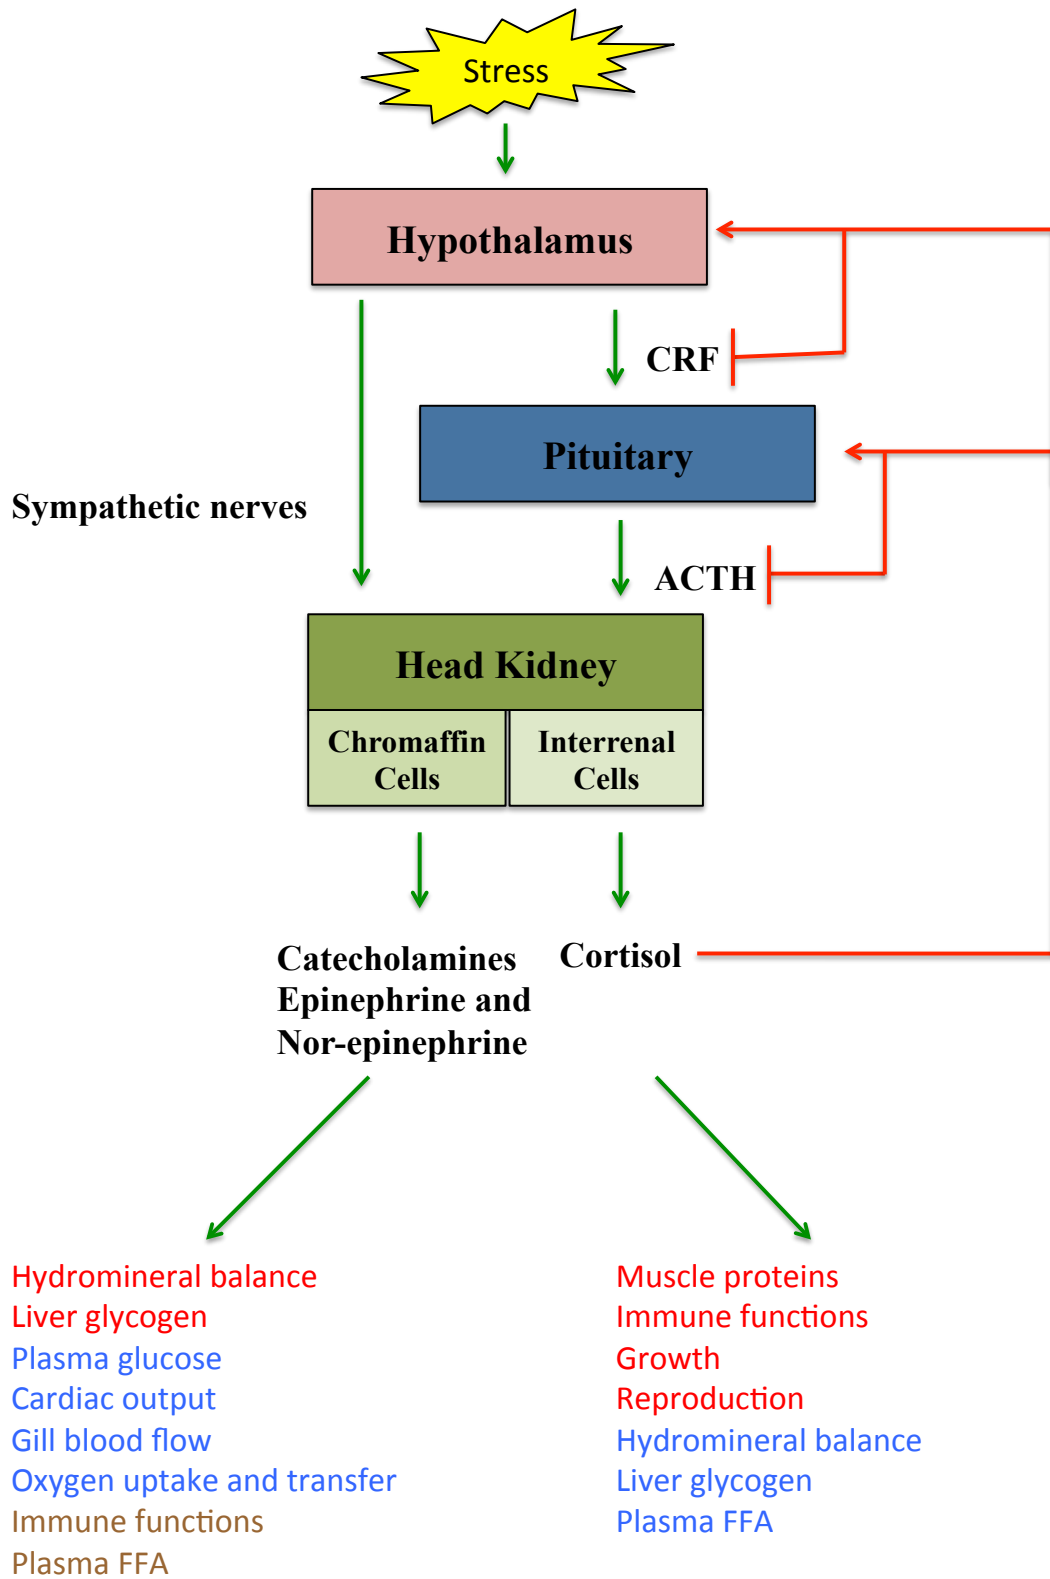 Stress
Hypothalamus
CRF
Pituitary
Sympathetic nerves
ACTH
Head Kidney
Chromaffin
Cells
Interrenal
Cells
Catecholamines
Epinephrine and
Nor-epinephrine
Cortisol
Hydromineral balance
Liver glycogen
Plasma glucose
Cardiac output
Gill blood flow
Oxygen uptake and transfer
Immune functions
Plasma FFA
Muscle proteins
Immune functions
Growth
Reproduction
Hydromineral balance
Liver glycogen
Plasma FFA